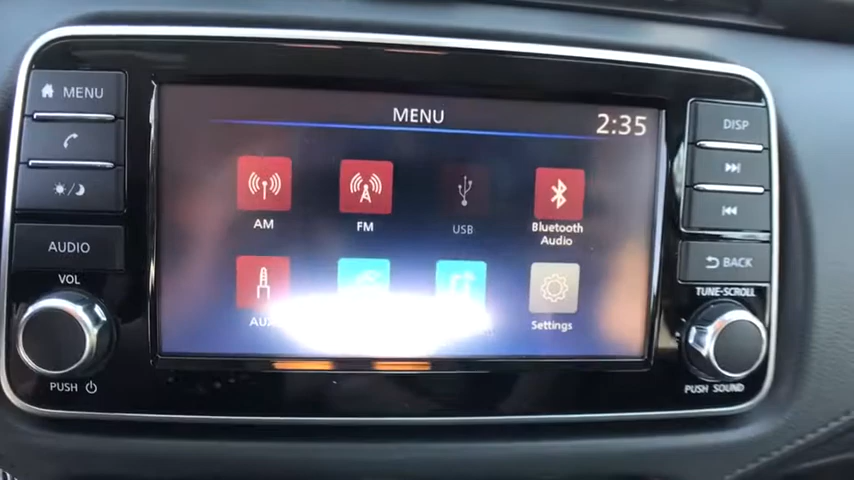 MENU
MENU
2:35
DISP
AM
FM
USB
Bluetooth
Audio
AUDIO
BACK
VOL
TUNE·SCROLL
Settings
PUSH
PUSH SOUND